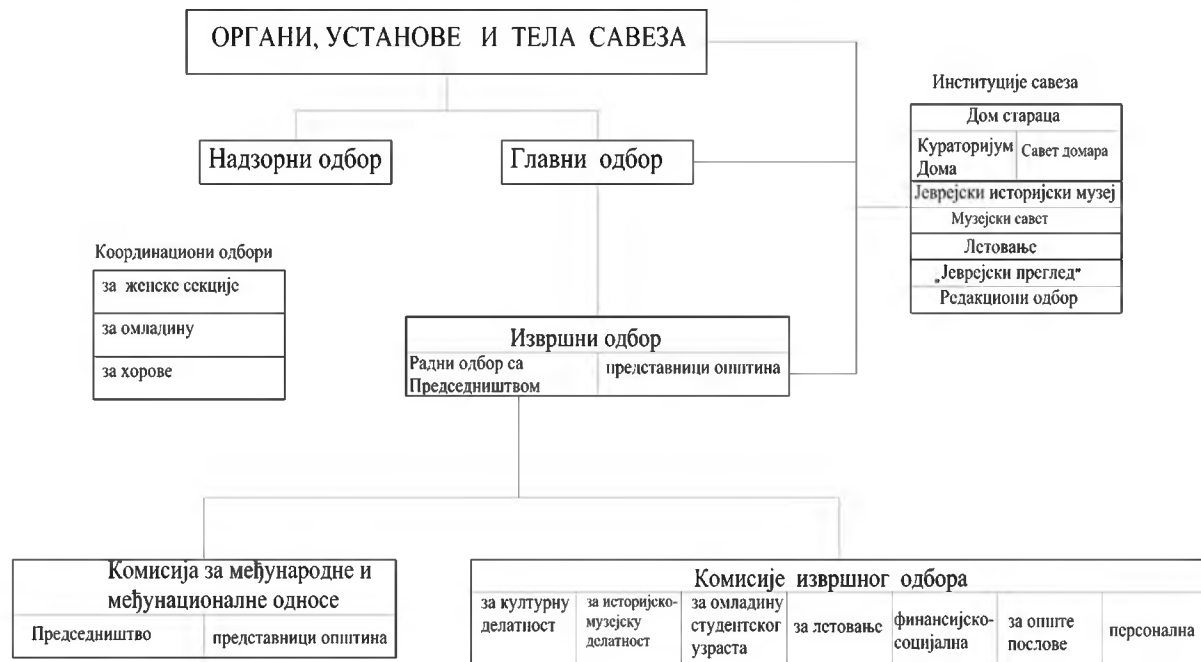 ОРГАНИ, УСТАНОВЕ И ТЕЛА САВЕЗА
Надзорни одбор
Главни одбор
Институције савеза
Дом стараца
Кураторијум
Дома
Савет домара
Јеврејски историјски музеј
Музејски савет
Летовање
„Јеврејски преглед"
Редакциони одбор
Координациони одбори
за женске секције
за омладину
за хорове
Извршни одбор
Радни одбор са
Председништвом
представници општина
Комисија за међународне и
међунационалне односе
Председништво
представници општина
Комисије извршног одбора
за културну
делатност
за историјско-
музејску
делатност
за омладину
студентског
узраста
за летовање
финансијско-
социјална
за опште
послове
персонална